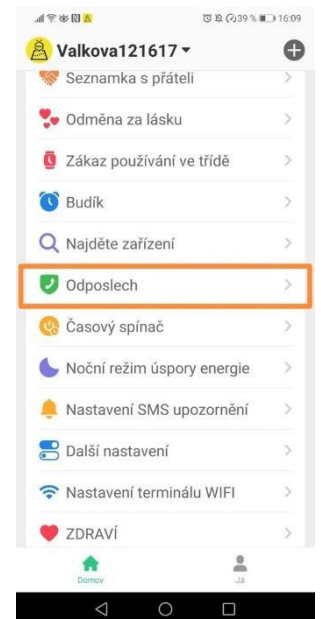 39 % 16:09
Valkova121617
Seznamka s přáteli
Odměna za lásku
Zákaz používání ve třídě
Budík
Najděte zařízení
Odposlech
Časový spínač
Noční režim úspory energie
Nastavení SMS upozornění
Další nastavení
Nastavení terminálu WIFI
ZDRAVÍ
Domov Já